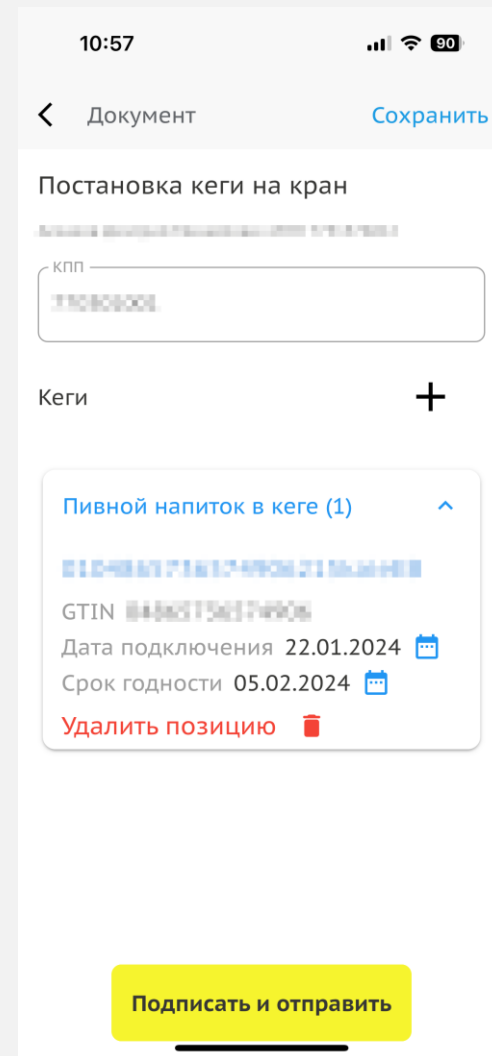 10:57
90
Документ
Сохранить
Постановка кеги на кран
КПП
Кеги
Пивной напиток в кеге (1)
GTIN
Дата подключения 22.01.2024
Срок годности 05.02.2024
Удалить позицию
Подписать и отправить